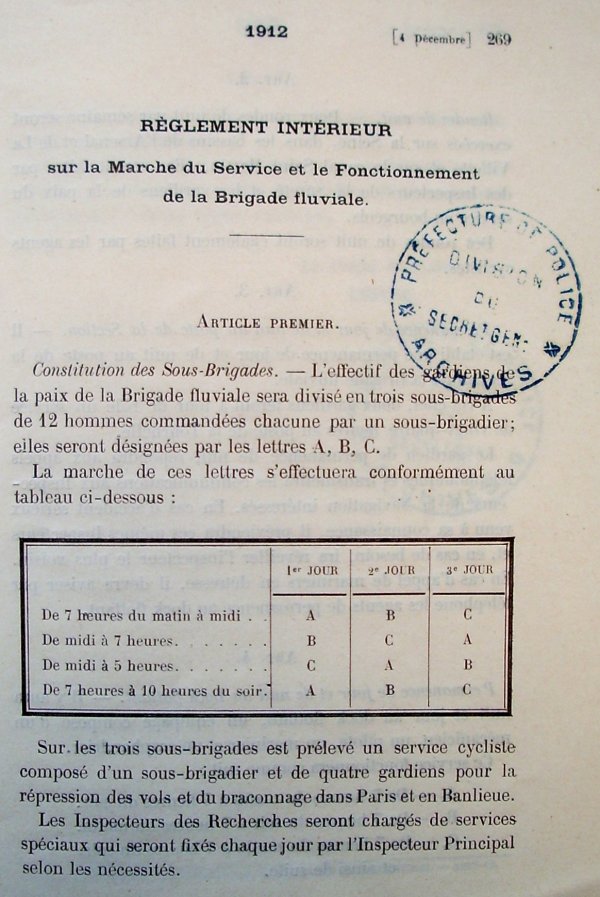 1912
[4 Décembre] 269
RÈGLEMENT INTÉRIEUR
sur la Marche du Service et le Fonctionnement
de la Brigade fluviale.
PRÉFECTURE DE POLICE
DIVISION
DU
SECRET GEN.
ARCHIVES
ARTICLE PREMIER.
Constitution des Sous-Brigades. — L'effectif des gardiens de
la paix de la Brigade fluviale sera divisé en trois sous-brigades
de 12 hommes commandées chacune par un sous-brigadier;
elles seront désignées par les lettres A, B, C.
La marche de ces lettres s'effectuera conformément au
tableau ci-dessous :
1er JOUR 2e JOUR 3e JOUR
De 7 heures du matin à midi . . A B C
De midi à 7 heures. . . . . . . B C A
De midi à 5 heures. . . . . . . C A B
De 7 heures à 10 heures du soir. A B C
Sur les trois sous-brigades est prélevé un service cycliste
composé d'un sous-brigadier et de quatre gardiens pour la
répression des vols et du braconnage dans Paris et en Banlieue.
Les Inspecteurs des Recherches seront chargés de services
spéciaux qui seront fixés chaque jour par l'Inspecteur Principal
selon les nécessités.